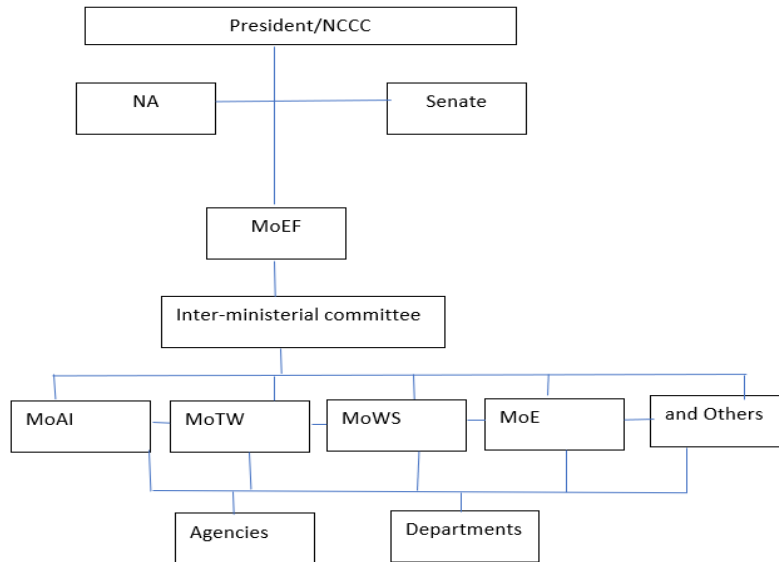 President/NCCC
NA
Senate
MoEF
Inter-ministerial committee
MoAI
MoTW
MoWS
MoE
and Others
Agencies
Departments